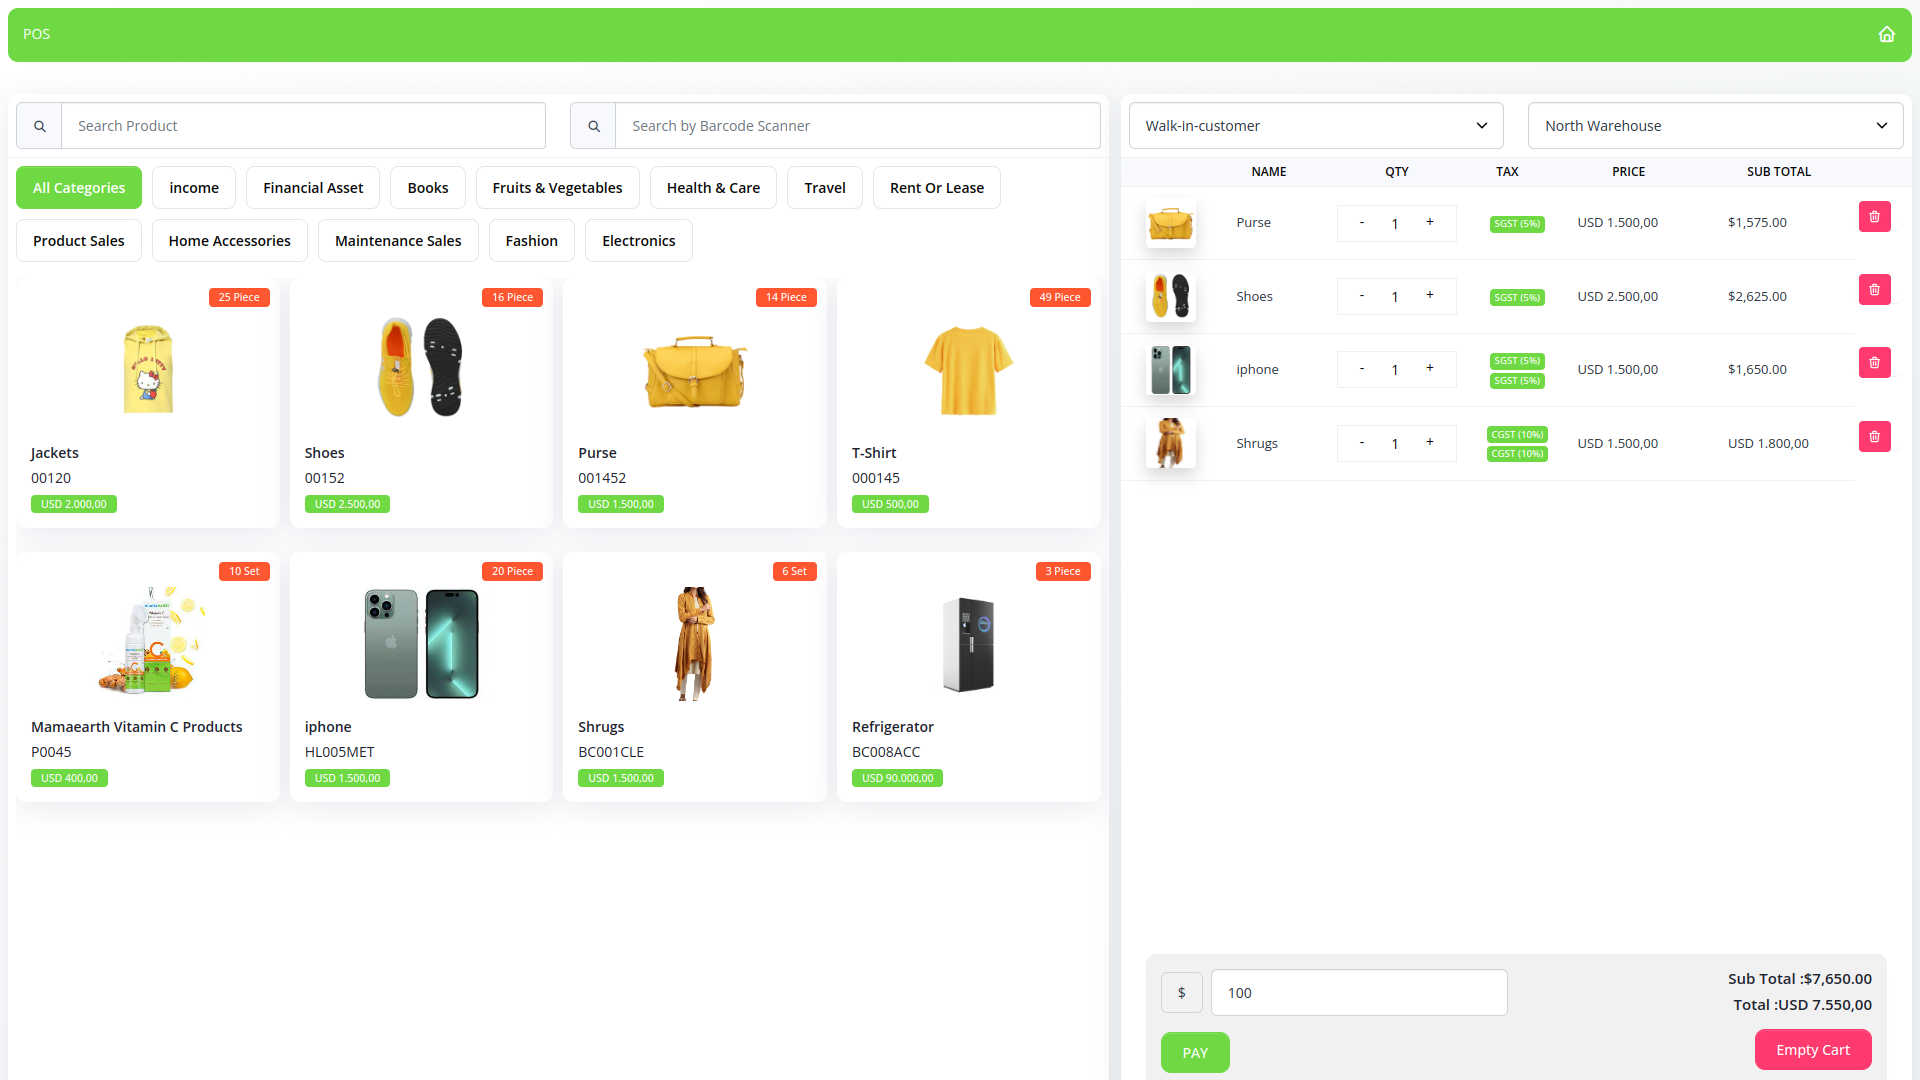 POS
Search Product
Search by Barcode Scanner
Walk-in-customer
North Warehouse
All Categories
income
Financial Asset
Books
Fruits & Vegetables
Health & Care
Travel
Rent Or Lease
Product Sales
Home Accessories
Maintenance Sales
Fashion
Electronics
25 Piece
Jackets
00120
USD 2.000,00
16 Piece
Shoes
00152
USD 2.500,00
14 Piece
Purse
001452
USD 1.500,00
49 Piece
T-Shirt
000145
USD 500,00
10 Set
Mamaearth Vitamin C Products
P0045
USD 400,00
20 Piece
iphone
HL005MET
USD 1.500,00
6 Set
Shrugs
BC001CLE
USD 1.500,00
3 Piece
Refrigerator
BC008ACC
USD 90.000,00
NAME QTY TAX PRICE SUB TOTAL
Purse - 1 + SGST (5%) USD 1.500,00 $1,575.00
Shoes - 1 + SGST (5%) USD 2.500,00 $2,625.00
iphone - 1 + SGST (5%) SGST (5%) USD 1.500,00 $1,650.00
Shrugs - 1 + CGST (10%) CGST (10%) USD 1.500,00 USD 1.800,00
$ 100
Sub Total :$7,650.00
Total :USD 7.550,00
PAY
Empty Cart